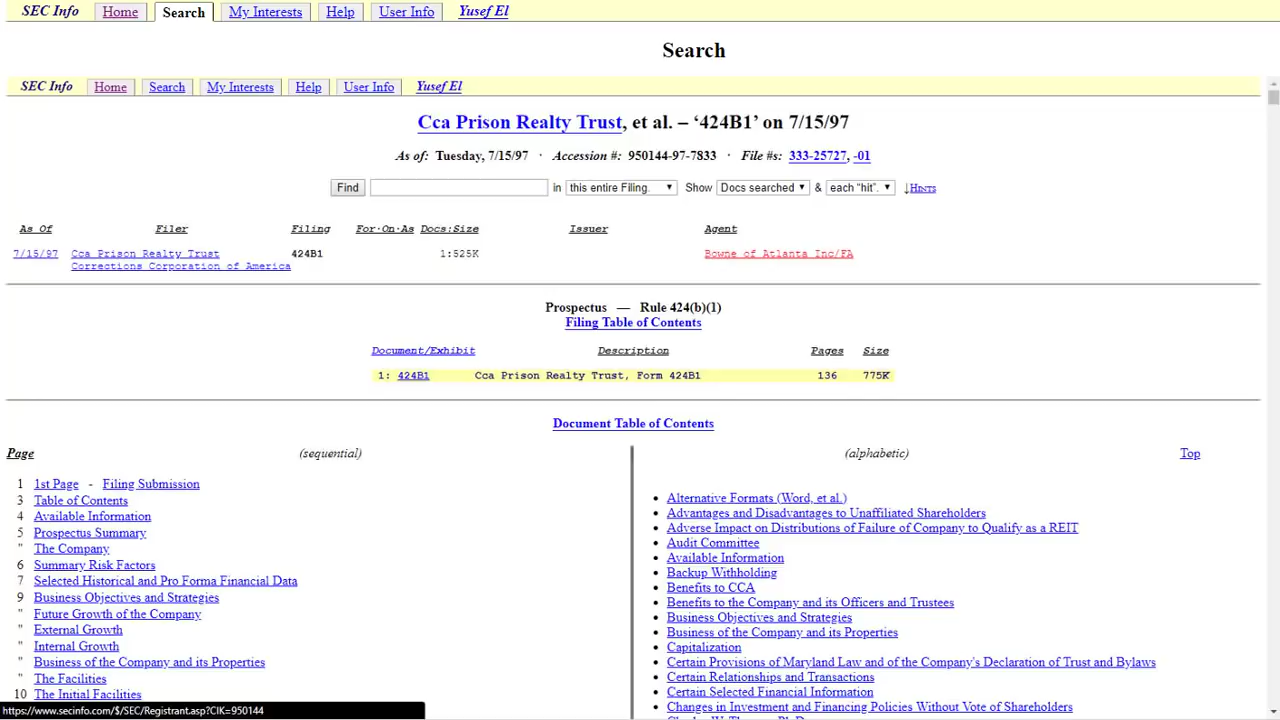 SEC Info Home Search My Interests Help User Info Yusef El
Search
SEC Info Home Search My Interests Help User Info Yusef El
Cca Prison Realty Trust, et al. – ‘424B1’ on 7/15/97
As of: Tuesday, 7/15/97 · Accession #: 950144-97-7833 · File #s: 333-25727, -01
Find in this entire Filing. ▼ Show Docs searched ▼ & each “hit”. ▼ ↓HINTS
As Of Filer Filing For·On·As Docs:Size Issuer Agent
7/15/97 Cca Prison Realty Trust 424B1 1:525K Bowne of Atlanta Inc/FA
Corrections Corporation of America
Prospectus — Rule 424(b)(1)
Filing Table of Contents
Document/Exhibit Description Pages Size
1: 424B1 Cca Prison Realty Trust, Form 424B1 136 775K
Document Table of Contents
Page (sequential) (alphabetic) Top
1 1st Page - Filing Submission
3 Table of Contents
4 Available Information
5 Prospectus Summary
" The Company
6 Summary Risk Factors
7 Selected Historical and Pro Forma Financial Data
9 Business Objectives and Strategies
" Future Growth of the Company
" External Growth
" Internal Growth
" Business of the Company and its Properties
" The Facilities
10 The Initial Facilities
• Alternative Formats (Word, et al.)
• Advantages and Disadvantages to Unaffiliated Shareholders
• Adverse Impact on Distributions of Failure of Company to Qualify as a REIT
• Audit Committee
• Available Information
• Backup Withholding
• Benefits to CCA
• Benefits to the Company and its Officers and Trustees
• Business Objectives and Strategies
• Business of the Company and its Properties
• Capitalization
• Certain Provisions of Maryland Law and of the Company's Declaration of Trust and Bylaws
• Certain Relationships and Transactions
• Certain Selected Financial Information
• Changes in Investment and Financing Policies Without Vote of Shareholders
https://www.secinfo.com/$/SEC/Registrant.asp?CIK=950144